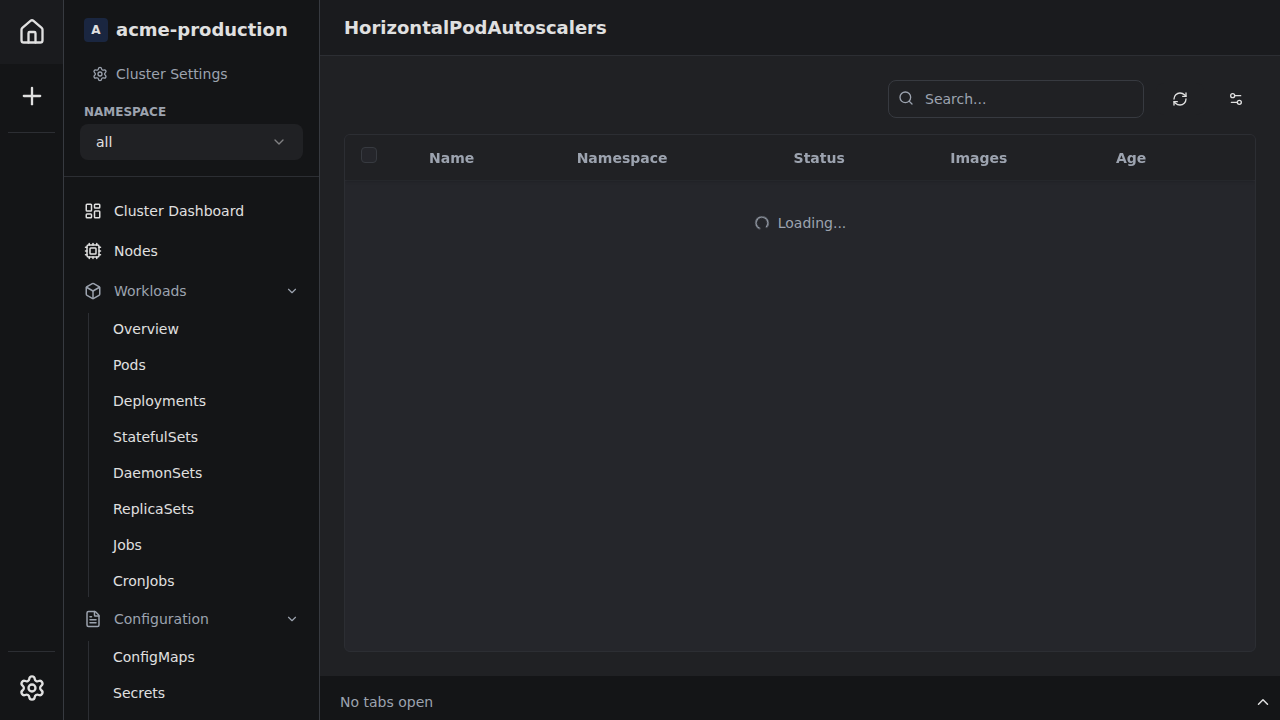 A acme-production
Cluster Settings
NAMESPACE
all
Cluster Dashboard
Nodes
Workloads
Overview
Pods
Deployments
StatefulSets
DaemonSets
ReplicaSets
Jobs
CronJobs
Configuration
ConfigMaps
Secrets
HorizontalPodAutoscalers
Search...
Name Namespace Status Images Age
Loading...
No tabs open